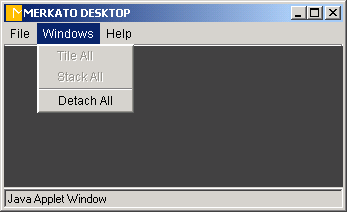 MERKATO DESKTOP
File Windows Help
Tile All
Stack All
Detach All
Java Applet Window